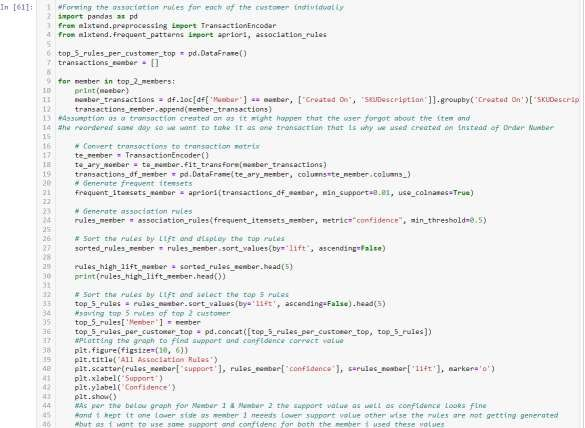 In [61]:
1 #Forming the association rules for each of the customer individually
2 import pandas as pd
3 from mlxtend.preprocessing import TransactionEncoder
4 from mlxtend.frequent_patterns import apriori, association_rules
5
6 top_5_rules_per_customer_top = pd.DataFrame()
7 transactions_member = []
8
9 for member in top_2_members:
10 print(member)
11 member_transactions = df.loc[df['Member'] == member, ['Created On', 'SKUDescription']].groupby('Created On')['SKUDescrip
12 transactions_member.append(member_transactions)
13 #Assumption us a transaction created on as it might happen that the user forgot about the item and
14 #he reordered same day so we want to take it as one transaction that is why we used created on instead of Order Number
15
16 # Convert transactions to transaction matrix
17 te_member = TransactionEncoder()
18 te_ary_member = te_member.fit_transform(member_transactions)
19 transactions_df_member = pd.DataFrame(te_ary_member, columns=te_member.columns_)
20 # Generate frequent itemsets
21 frequent_itemsets_member = apriori(transactions_df_member, min_support=0.01, use_colnames=True)
22
23 # Generate association rules
24 rules_member = association_rules(frequent_itemsets_member, metric="confidence", min_threshold=0.5)
25
26 # Sort the rules by lift and display the top rules
27 sorted_rules_member = rules_member.sort_values(by='lift', ascending=False)
28
29 rules_high_lift_member = sorted_rules_member.head(5)
30 print(rules_high_lift_member.head())
31
32 # Sort the rules by lift and select the top 5 rules
33 top_5_rules = rules_member.sort_values(by='lift', ascending=False).head(5)
34 #saving top 5 rules of top 2 customer
35 top_5_rules['Member'] = member
36 top_5_rules_per_customer_top = pd.concat([top_5_rules_per_customer_top, top_5_rules])
37 #Plotting the graph to find support and confidence correct value
38 plt.figure(figsize=(10, 6))
39 plt.title('All Association Rules')
40 plt.scatter(rules_member['support'], rules_member['confidence'], s=rules_member['lift'], marker='o')
41 plt.xlabel('Support')
42 plt.ylabel('Confidence')
43 plt.show()
44 #As per the below graph for Member 1 & Member 2 the support value as well as confidence looks fine
45 #and i kept it one lower side as member 1 neeeds lower support value other wise the rules are not getting generated
46 #but as i want to use same support and confidenc for both the member i used these values